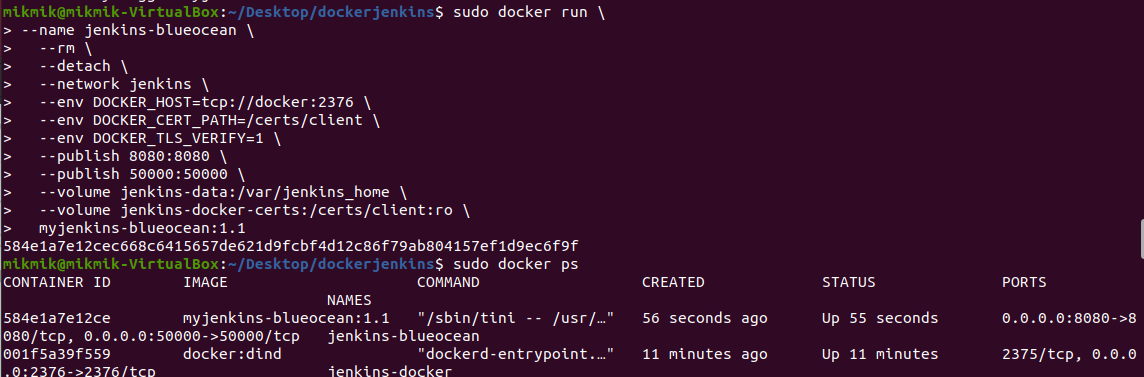 mikmik@mikmik-VirtualBox:~/Desktop/dockerjenkins$ sudo docker run \
> --name jenkins-blueocean \
>   --rm \
>   --detach \
>   --network jenkins \
>   --env DOCKER_HOST=tcp://docker:2376 \
>   --env DOCKER_CERT_PATH=/certs/client \
>   --env DOCKER_TLS_VERIFY=1 \
>   --publish 8080:8080 \
>   --publish 50000:50000 \
>   --volume jenkins-data:/var/jenkins_home \
>   --volume jenkins-docker-certs:/certs/client:ro \
>   myjenkins-blueocean:1.1
584e1a7e12cec668c6415657de621d9fcbf4d12c86f79ab804157ef1d9ec6f9f
mikmik@mikmik-VirtualBox:~/Desktop/dockerjenkins$ sudo docker ps
CONTAINER ID        IMAGE                     COMMAND                  CREATED             STATUS              PORTS
NAMES
584e1a7e12ce        myjenkins-blueocean:1.1   "/sbin/tini -- /usr/…"   56 seconds ago      Up 55 seconds       0.0.0.0:8080->8
080/tcp, 0.0.0.0:50000->50000/tcp   jenkins-blueocean
001f5a39f559        docker:dind               "dockerd-entrypoint.…"   11 minutes ago      Up 11 minutes       2375/tcp, 0.0.0
.0:2376->2376/tcp                   jenkins-docker